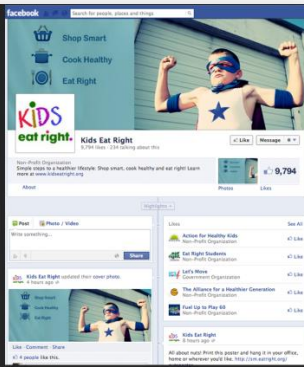 facebook
Search for people, places and things
Shop Smart
Cook Healthy
Eat Right
KIDS
eat right.
Kids Eat Right
9,794 likes · 234 talking about this
Like
Message
Non-Profit Organization
Simple steps to a healthier lifestyle: Shop smart, cook healthy and eat right! Learn
more at www.kidseatright.org
About
Photos
9,794
Likes
Highlights
Post
Photo / Video
Write something...
Share
Kids Eat Right updated their cover photo.
4 hours ago
Shop Smart
Cook Healthy
Eat Right
Like · Comment · Share
4 people like this.
Likes
See All
Action for Healthy Kids
Non-Profit Organization
Like
Eat Right Students
Non-Profit Organization
Like
Let's Move
Government Organization
Like
The Alliance for a Healthier Generation
Non-Profit Organization
Like
Fuel Up to Play 60
Non-Profit Organization
Like
Kids Eat Right
8 hours ago
All about nuts! Print this poster and hang in your office,
home or wherever you'd like.